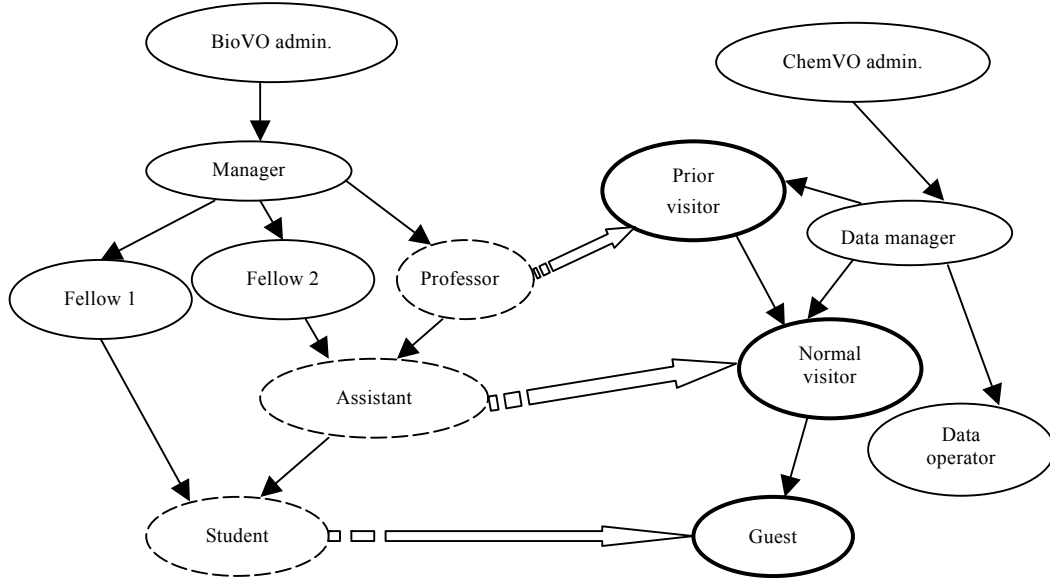 BioVO admin.
ChemVO admin.
Manager
Prior
visitor
Data manager
Fellow 1
Fellow 2
Professor
Normal
visitor
Assistant
Data
operator
Student
Guest